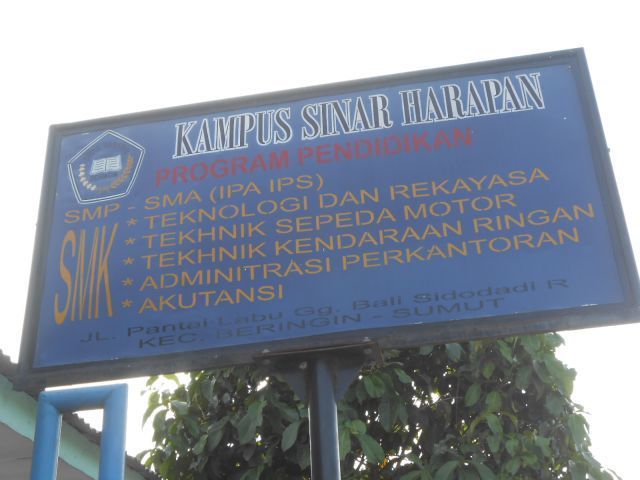 KAMPUS SINAR HARAPAN
PROGRAM PENDIDIKAN
SMP - SMA (IPA IPS)
SMK
* TEKNOLOGI DAN REKAYASA
* TEKHNIK SEPEDA MOTOR
* TEKHNIK KENDARAAN RINGAN
* ADMINITRASI PERKANTORAN
* AKUTANSI
JL. Pantai Labu Gg. Bali Sidodadi R
KEC. BERINGIN - SUMUT